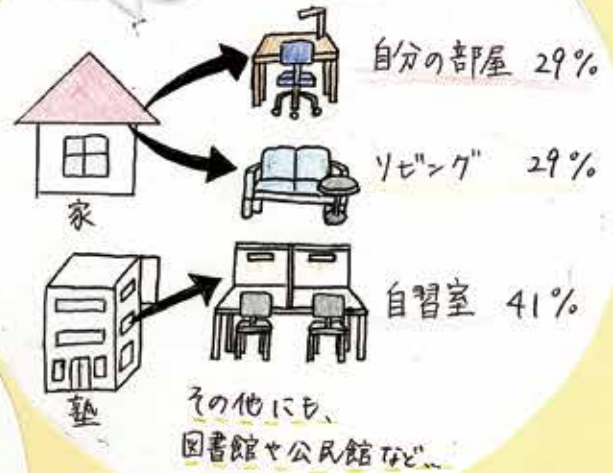 自分の部屋 29%
リビング 29%
家
自習室 41%
塾
その他にも、
図書館や公民館など…